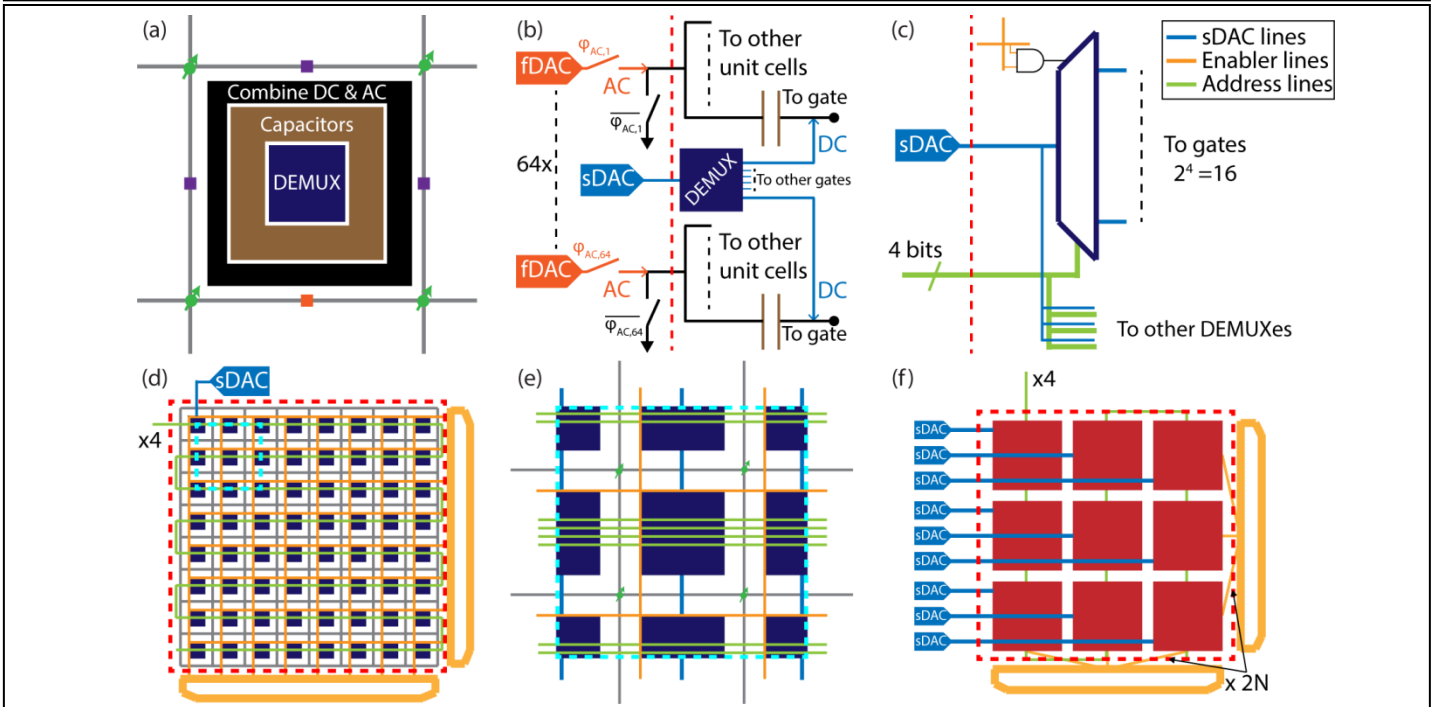 (a)
Combine DC & AC
Capacitors
DEMUX
(b)
φAC,1
fDAC
AC
φAC,1
To other
unit cells
To gate
DC
64x
sDAC
DEMUX
To other gates
φAC,64
fDAC
AC
φAC,64
To other
unit cells
DC
To gate
(c)
sDAC lines
Enabler lines
Address lines
sDAC
To gates
2⁴ =16
4 bits
To other DEMUXes
(d)
sDAC
x4
(e)
(f)
x4
sDAC
sDAC
sDAC
sDAC
sDAC
sDAC
sDAC
sDAC
sDAC
x 2N